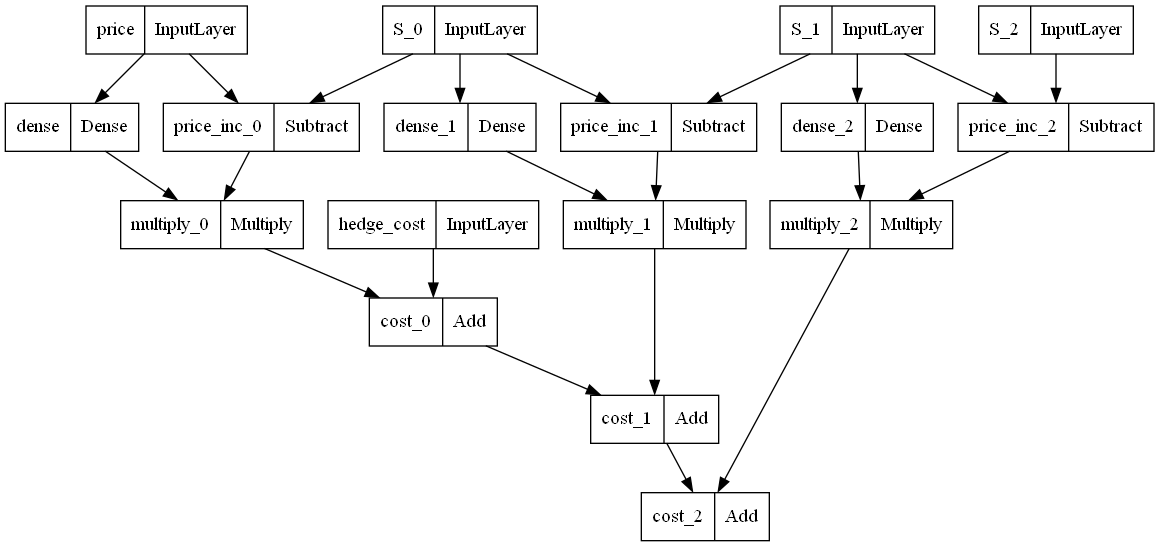 price InputLayer
S_0 InputLayer
S_1 InputLayer
S_2 InputLayer
dense Dense
price_inc_0 Subtract
dense_1 Dense
price_inc_1 Subtract
dense_2 Dense
price_inc_2 Subtract
multiply_0 Multiply
hedge_cost InputLayer
multiply_1 Multiply
multiply_2 Multiply
cost_0 Add
cost_1 Add
cost_2 Add